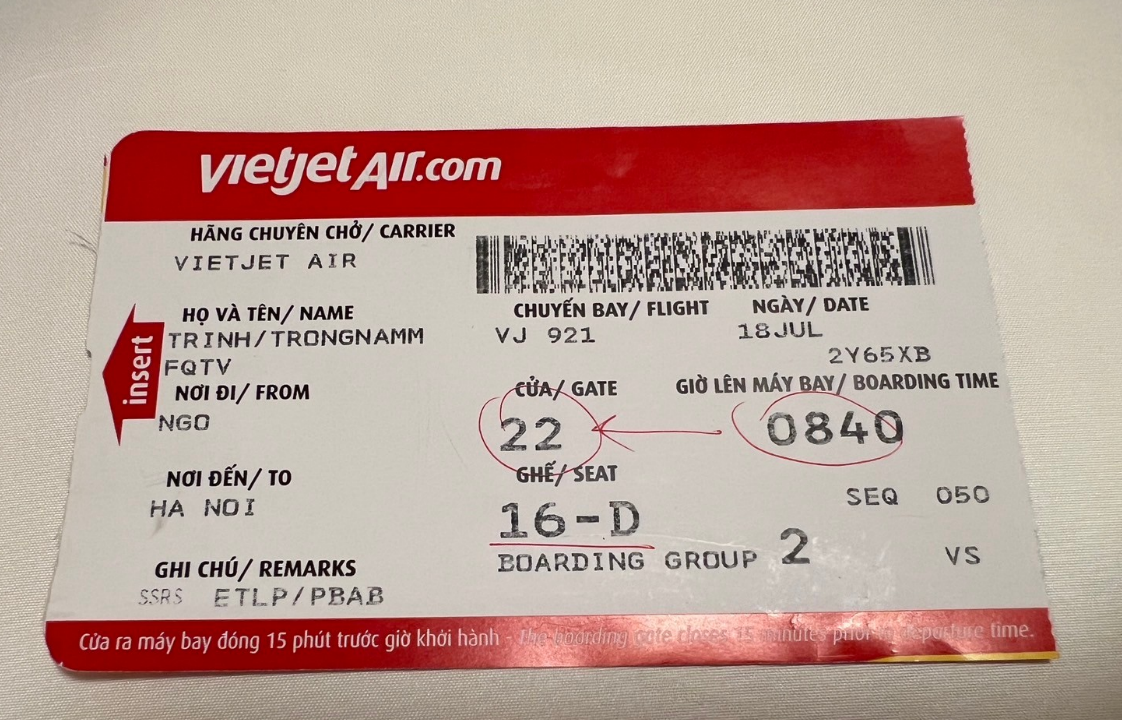 vietjet Air.com
HÃNG CHUYÊN CHỞ/ CARRIER
VIETJET AIR
HỌ VÀ TÊN/ NAME
TRINH/TRONGNAMM
FQTV
insert
NƠI ĐI/ FROM
NGO
NƠI ĐẾN/ TO
HA NOI
GHI CHÚ/ REMARKS
SSRS ETLP/PBAB
CHUYẾN BAY/ FLIGHT NGÀY/ DATE
VJ 921 18JUL
2Y65XB
CỬA/ GATE GIỜ LÊN MÁY BAY/ BOARDING TIME
22 0840
GHẾ/ SEAT
16-D SEQ 050
BOARDING GROUP 2 VS
Cửa ra máy bay đóng 15 phút trước giờ khởi hành - The boarding gate closes 15 minutes prior to departure time.